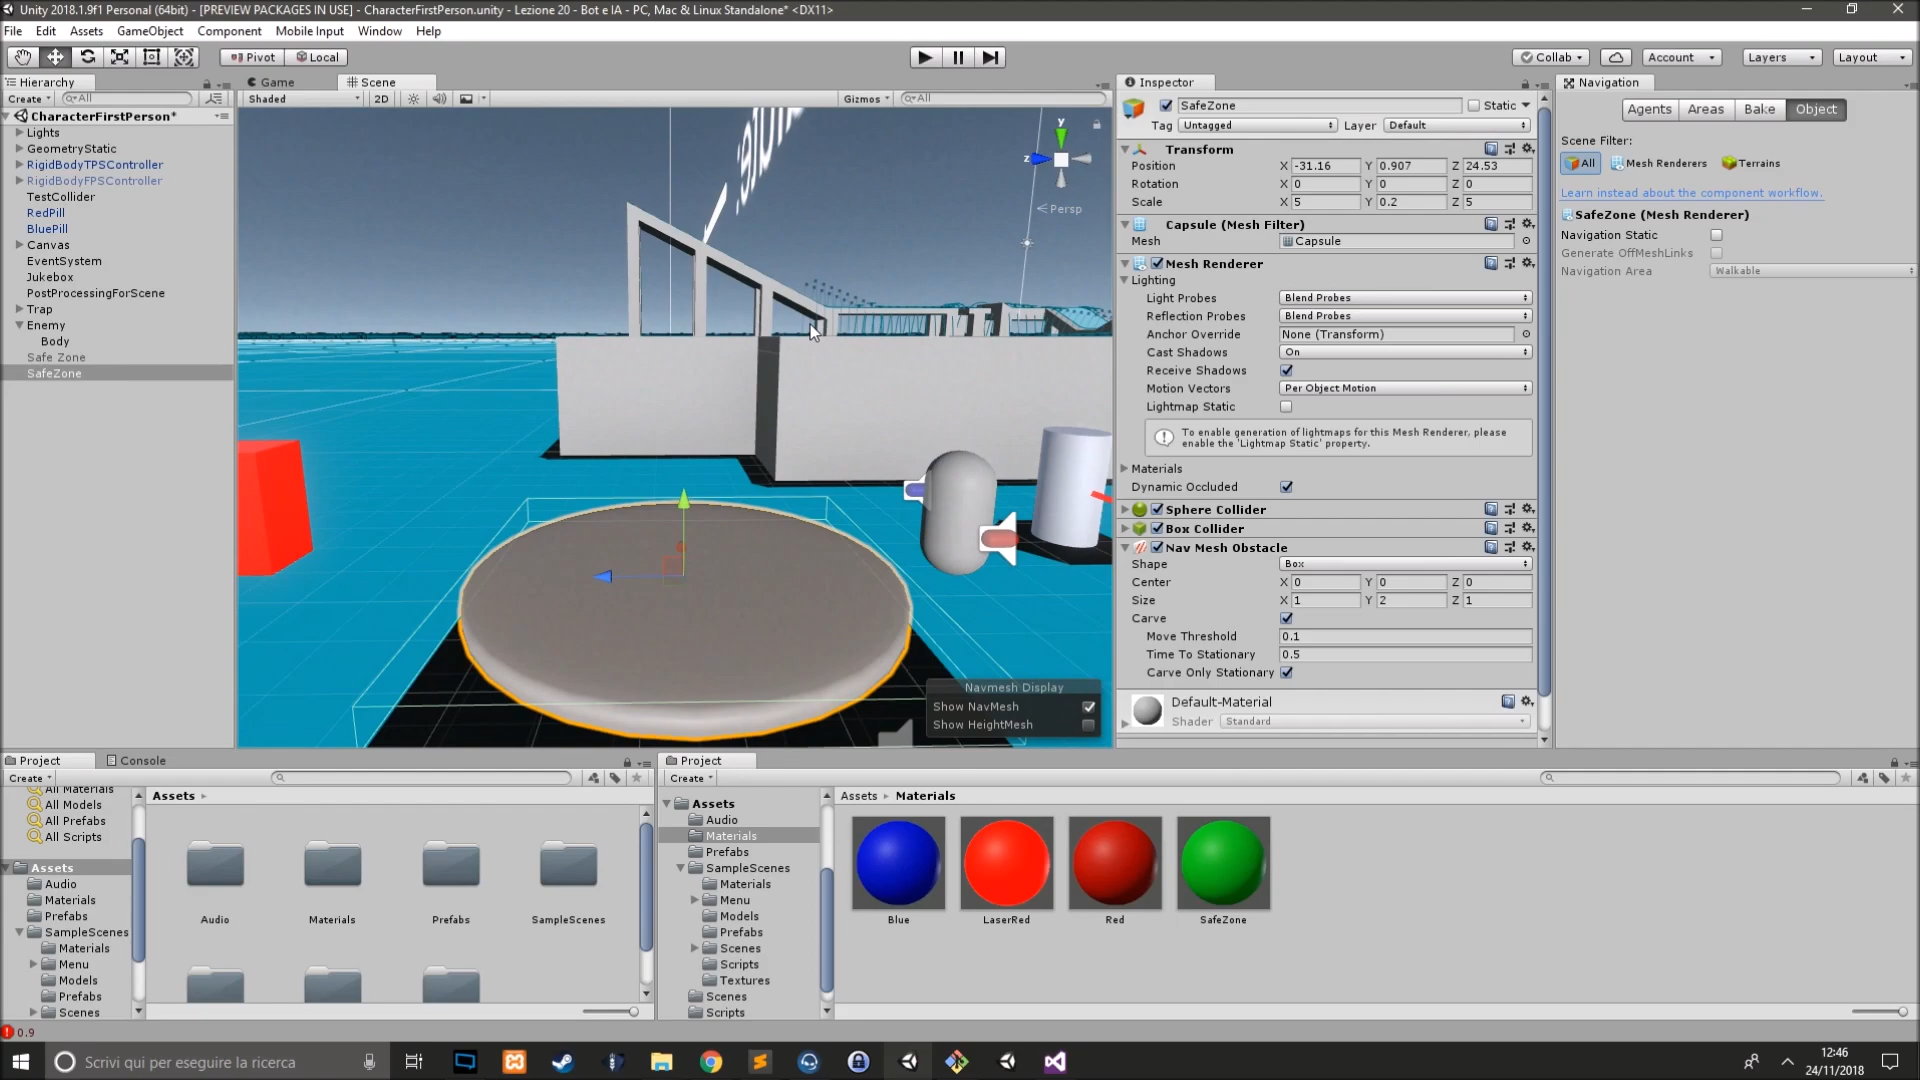 Unity 2018.1.9f1 Personal (64bit) - [PREVIEW PACKAGES IN USE] - CharacterFirstPerson.unity - Lezione 20 - Bot e IA - PC, Mac & Linux Standalone* <DX11>
File Edit Assets GameObject Component Mobile Input Window Help
Pivot Local Collab Account Layers Layout
Hierarchy
Create All
CharacterFirstPerson*
Lights
GeometryStatic
RigidBodyTPSController
RigidBodyFPSController
TestCollider
RedPill
BluePill
Canvas
EventSystem
Jukebox
PostProcessingForScene
Trap
Enemy
Body
Safe Zone
SafeZone
Game Scene
Shaded 2D Gizmos All
y
z
Persp
Navmesh Display
Show NavMesh
Show HeightMesh
Inspector
SafeZone Static
Tag Untagged Layer Default
Transform
Position X -31.16 Y 0.907 Z 24.53
Rotation X 0 Y 0 Z 0
Scale X 5 Y 0.2 Z 5
Capsule (Mesh Filter)
Mesh Capsule
Mesh Renderer
Lighting
Light Probes Blend Probes
Reflection Probes Blend Probes
Anchor Override None (Transform)
Cast Shadows On
Receive Shadows
Motion Vectors Per Object Motion
Lightmap Static
To enable generation of lightmaps for this Mesh Renderer, please
enable the 'Lightmap Static' property.
Materials
Dynamic Occluded
Sphere Collider
Box Collider
Nav Mesh Obstacle
Shape Box
Center X 0 Y 0 Z 0
Size X 1 Y 2 Z 1
Carve
Move Threshold 0.1
Time To Stationary 0.5
Carve Only Stationary
Default-Material
Shader Standard
Navigation
Agents Areas Bake Object
Scene Filter:
All Mesh Renderers Terrains
Learn instead about the component workflow.
SafeZone (Mesh Renderer)
Navigation Static
Generate OffMeshLinks
Navigation Area Walkable
Project Console
Create
All Materials
All Models
All Prefabs
All Scripts
Assets
Audio
Materials
Prefabs
SampleScenes
Materials
Menu
Models
Prefabs
Scenes
Assets
Audio Materials Prefabs SampleScenes
Project
Create
Assets
Audio
Materials
Prefabs
SampleScenes
Materials
Menu
Models
Prefabs
Scenes
Scripts
Textures
Scenes
Scripts
Assets Materials
Blue LaserRed Red SafeZone
0.9
Scrivi qui per eseguire la ricerca
12:46
24/11/2018